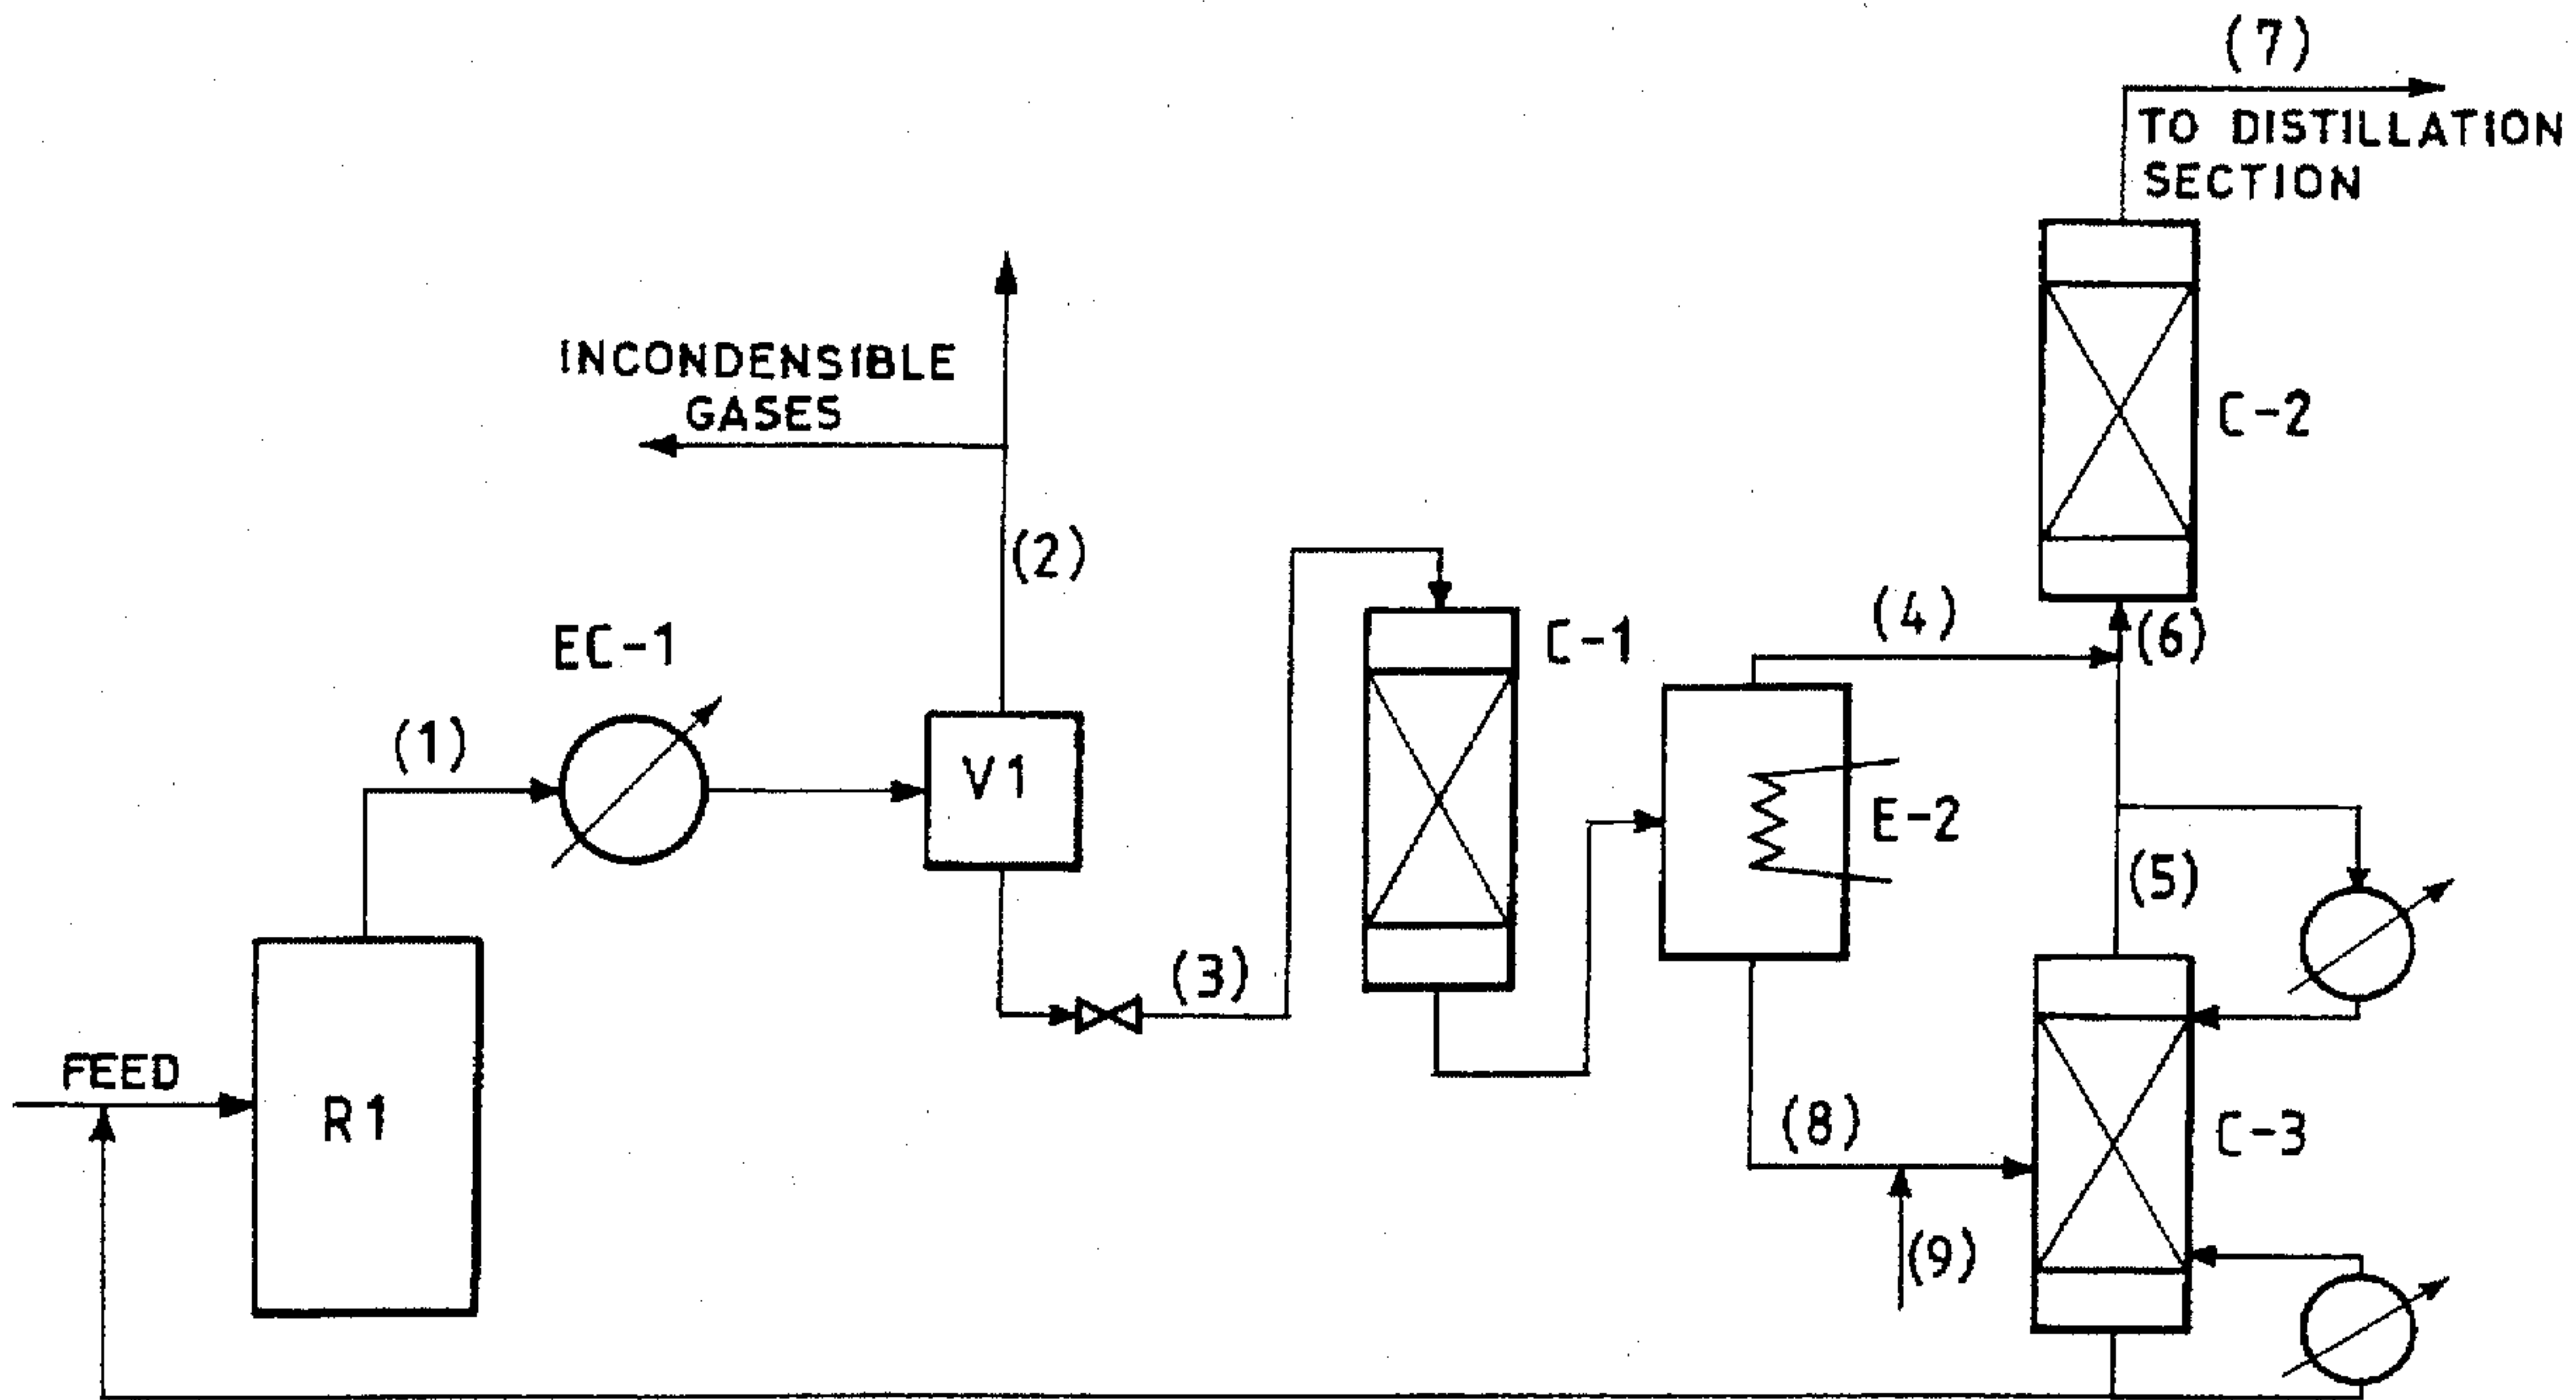 (7)
TO DISTILLATION
SECTION
C-2
INCONDENSIBLE
GASES
(2)
(4)
(6)
C-1
EC-1
(1)
V1
E-2
(5)
(3)
FEED
R1
(8)
C-3
(9)